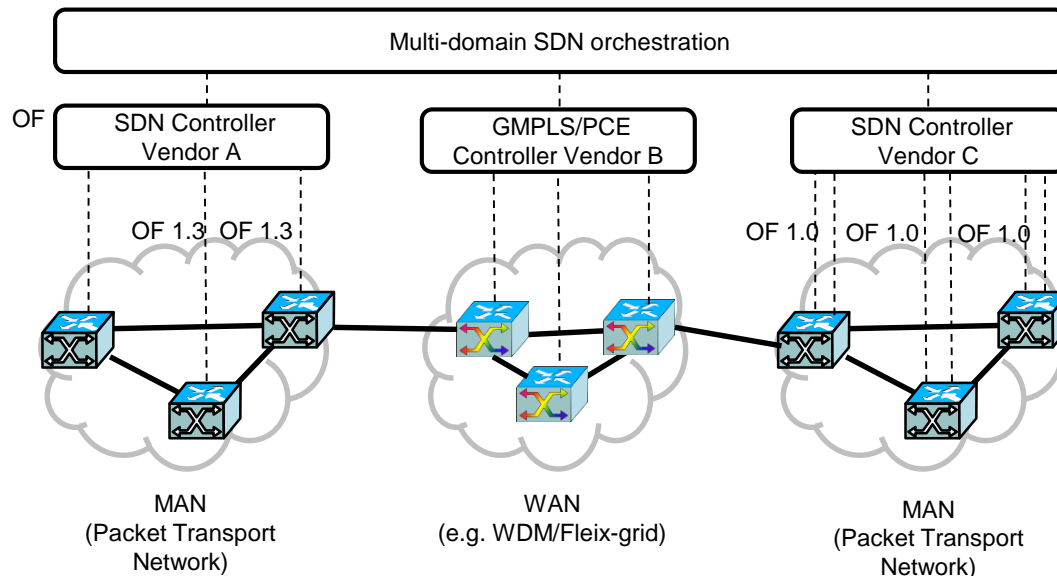 Multi-domain SDN orchestration
OF
SDN Controller
Vendor A
GMPLS/PCE
Controller Vendor B
SDN Controller
Vendor C
OF 1.3
OF 1.3
OF 1.0
OF 1.0
OF 1.0
MAN
(Packet Transport
Network)
WAN
(e.g. WDM/Fleix-grid)
MAN
(Packet Transport
Network)